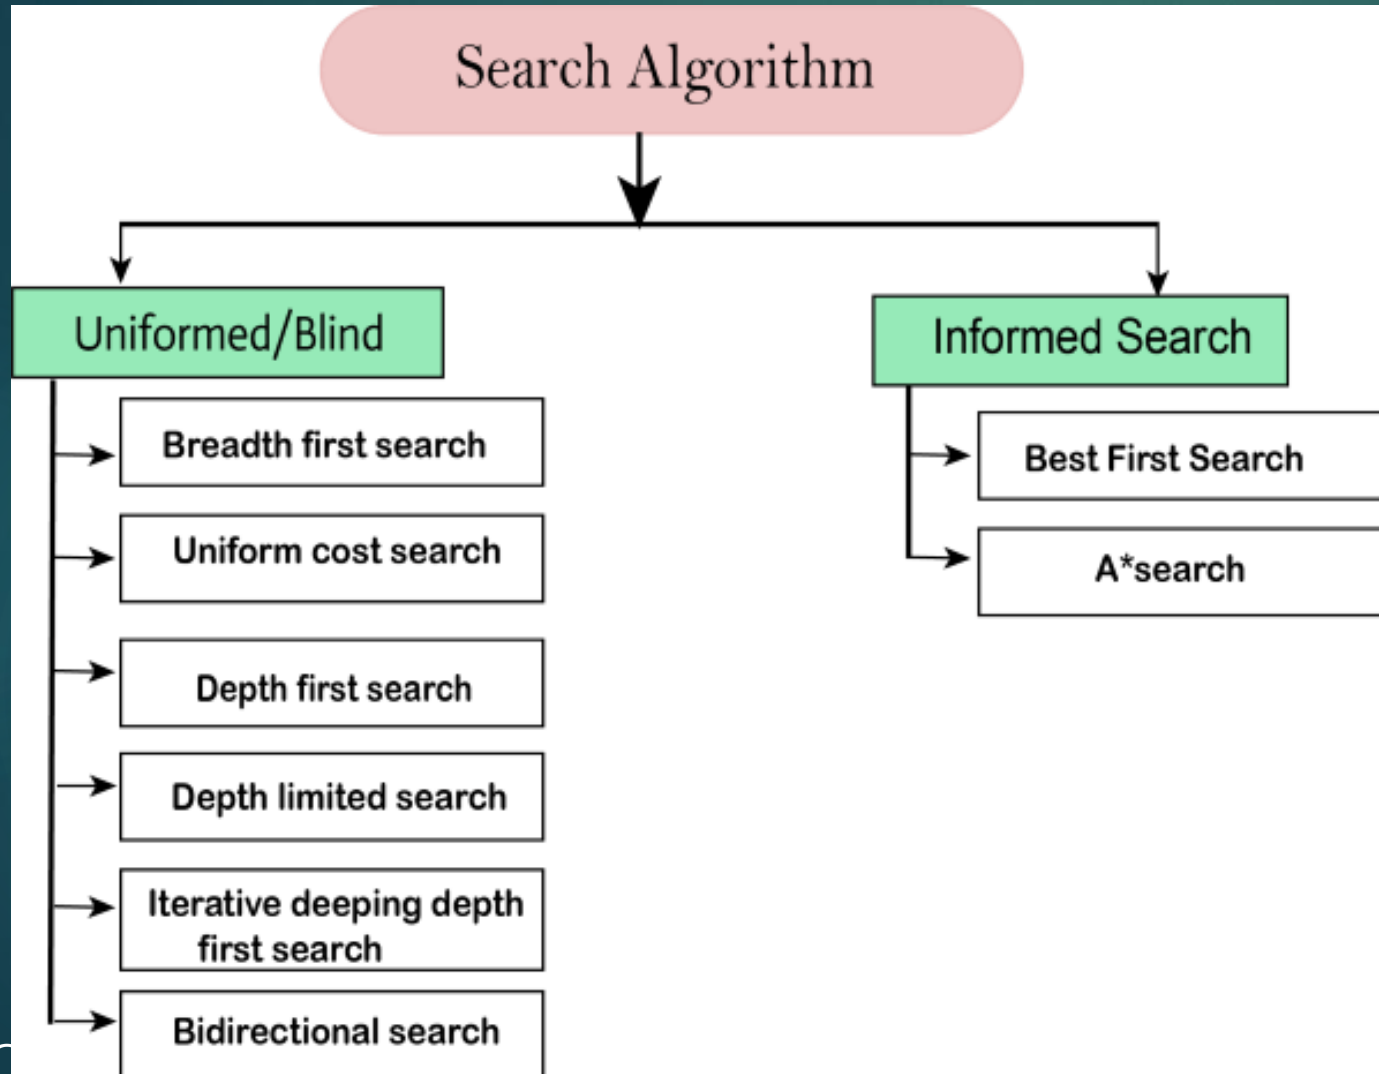 Search Algorithm
Uniformed/Blind
Informed Search
Breadth first search
Best First Search
Uniform cost search
A*search
Depth first search
Depth limited search
Iterative deeping depth
first search
Bidirectional search